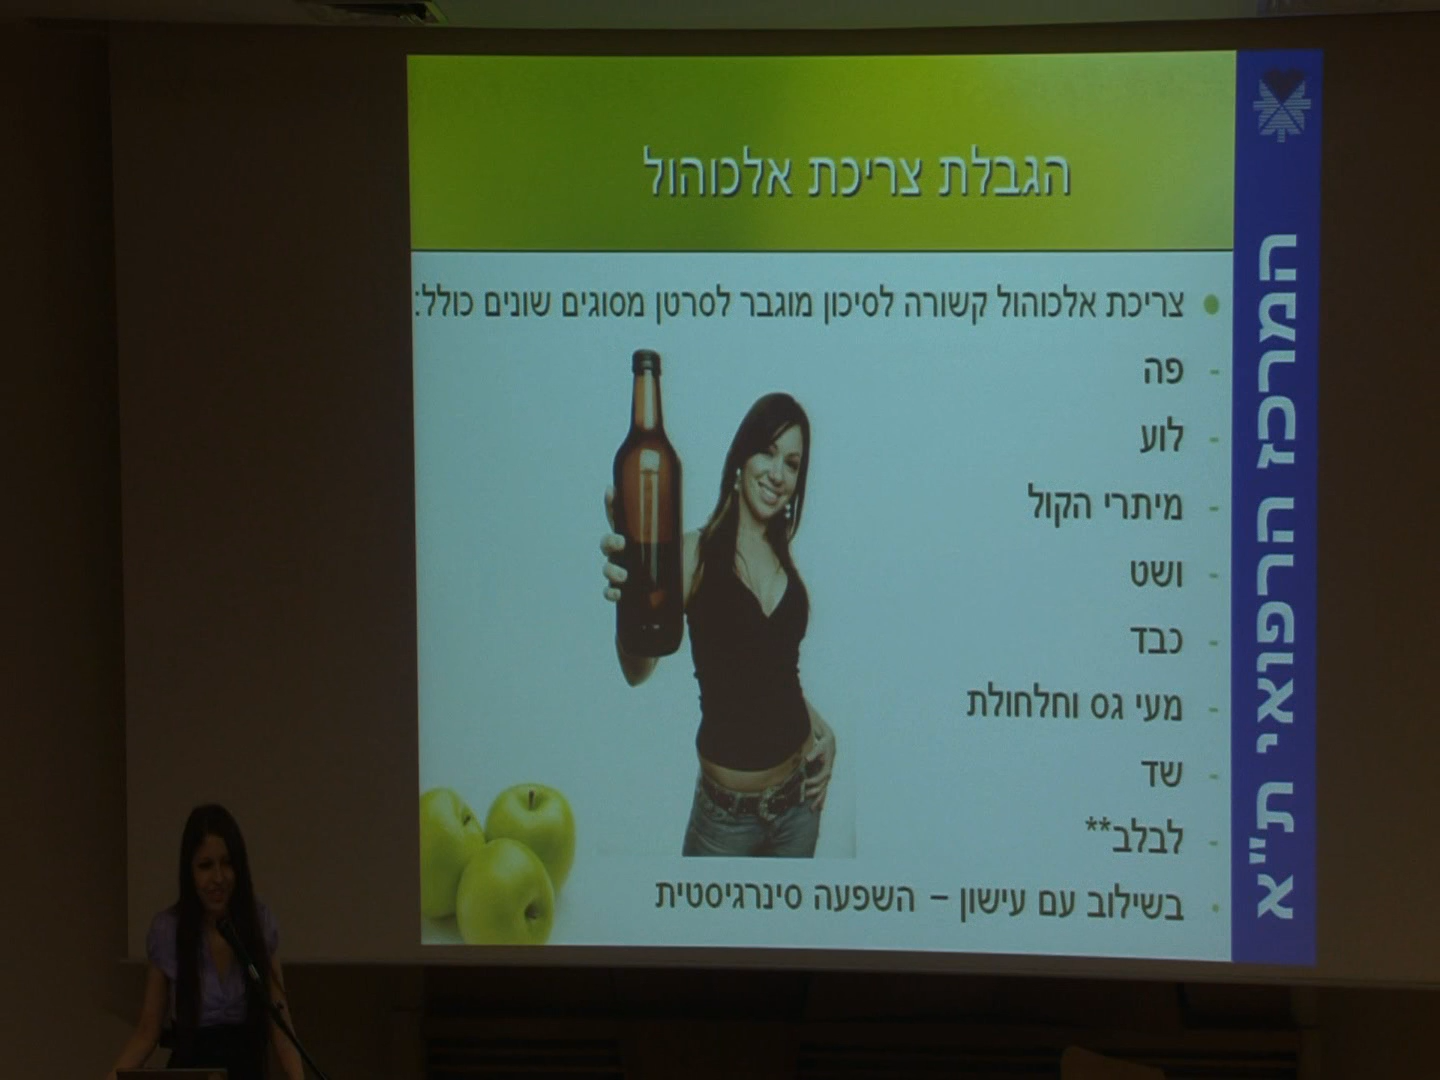 הגבלת צריכת אלכוהול
צריכת אלכוהול קשורה לסיכון מוגבר לסרטן מסוגים שונים כולל:
- פה
- לוע
- מיתרי הקול
- ושט
- כבד
- מעי גס וחלחולת
- שד
- לבלב**
בשילוב עם עישון – השפעה סינרגיסטית
המרכז הרפואי ת"א